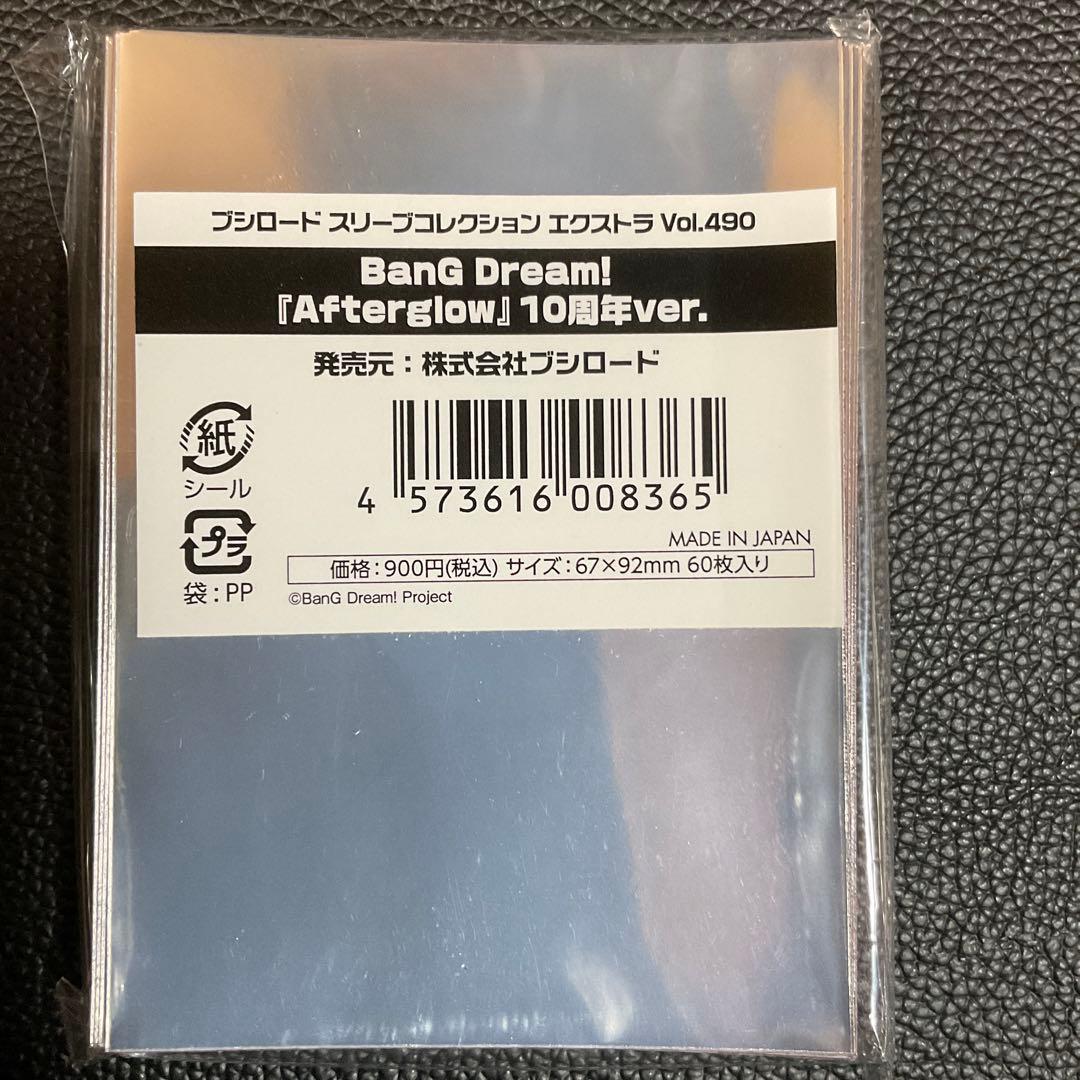 ブシロード スリーブコレクション エクストラ Vol.490
BanG Dream!
『Afterglow』10周年ver.
発売元：株式会社ブシロード
紙
シール
プラ
袋：PP
4 573616 008365
MADE IN JAPAN
価格：900円(税込) サイズ：67×92mm 60枚入り
©BanG Dream! Project